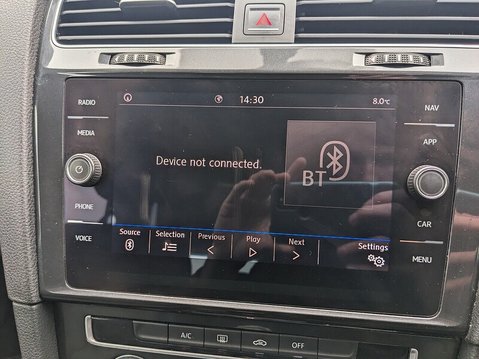 RADIO
MEDIA
PHONE
VOICE
14:30
8.0°C
Device not connected.
BT
Source
Selection
Previous
Play
Next
Settings
NAV
APP
CAR
MENU
A/C
OFF